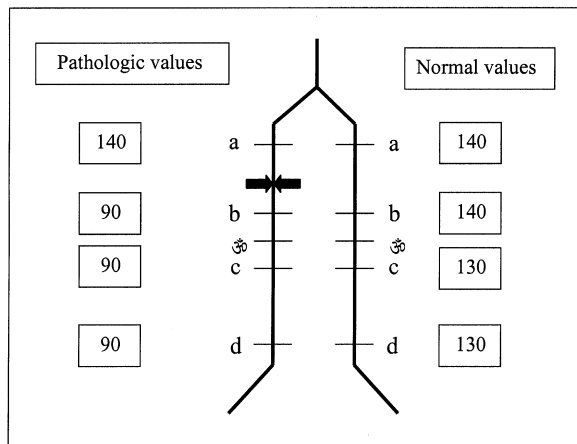 Pathologic values
Normal values
140 a a 140
90 b b 140
ॐ ॐ
90 c c 130
90 d d 130